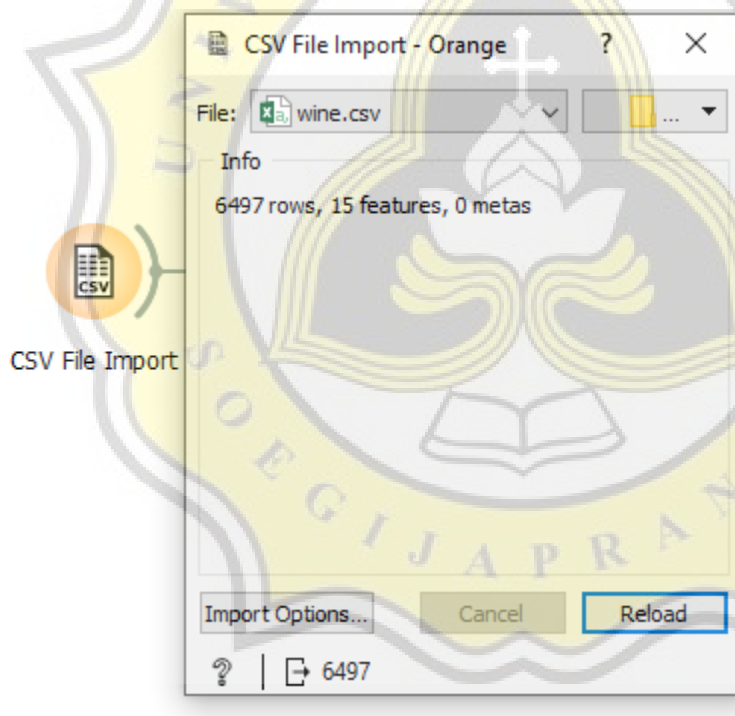 CSV File Import - Orange ? ×
File: wine.csv ...
Info
6497 rows, 15 features, 0 metas
CSV
CSV File Import
SOEGIJAPRAN
Import Options... Cancel Reload
? 6497